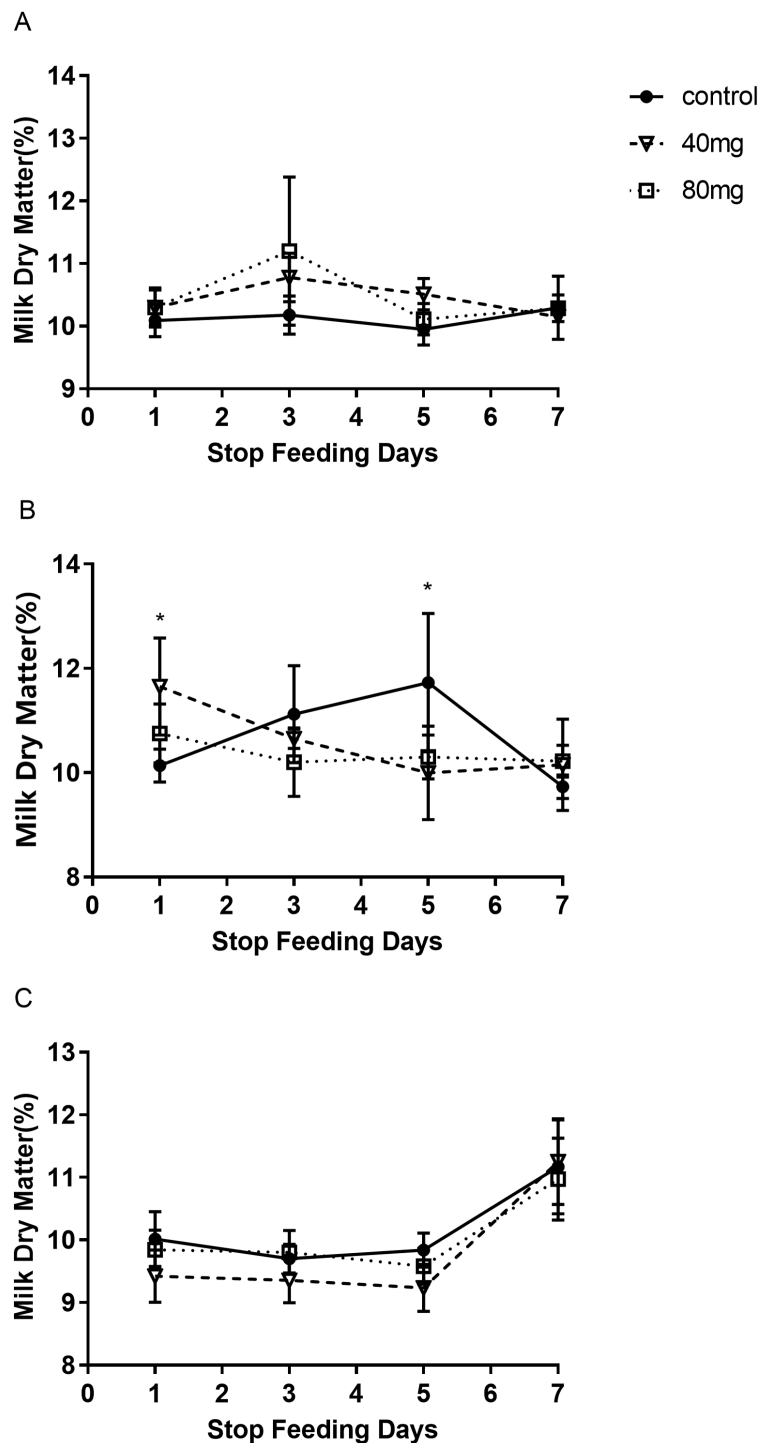 A
Milk Dry Matter(%)
14
13
12
11
10
9
0 1 2 3 4 5 6 7
Stop Feeding Days
control
40mg
80mg
B
Milk Dry Matter(%)
14
12
10
8
* *
0 1 2 3 4 5 6 7
Stop Feeding Days
C
Milk Dry Matter(%)
13
12
11
10
9
8
0 1 2 3 4 5 6 7
Stop Feeding Days